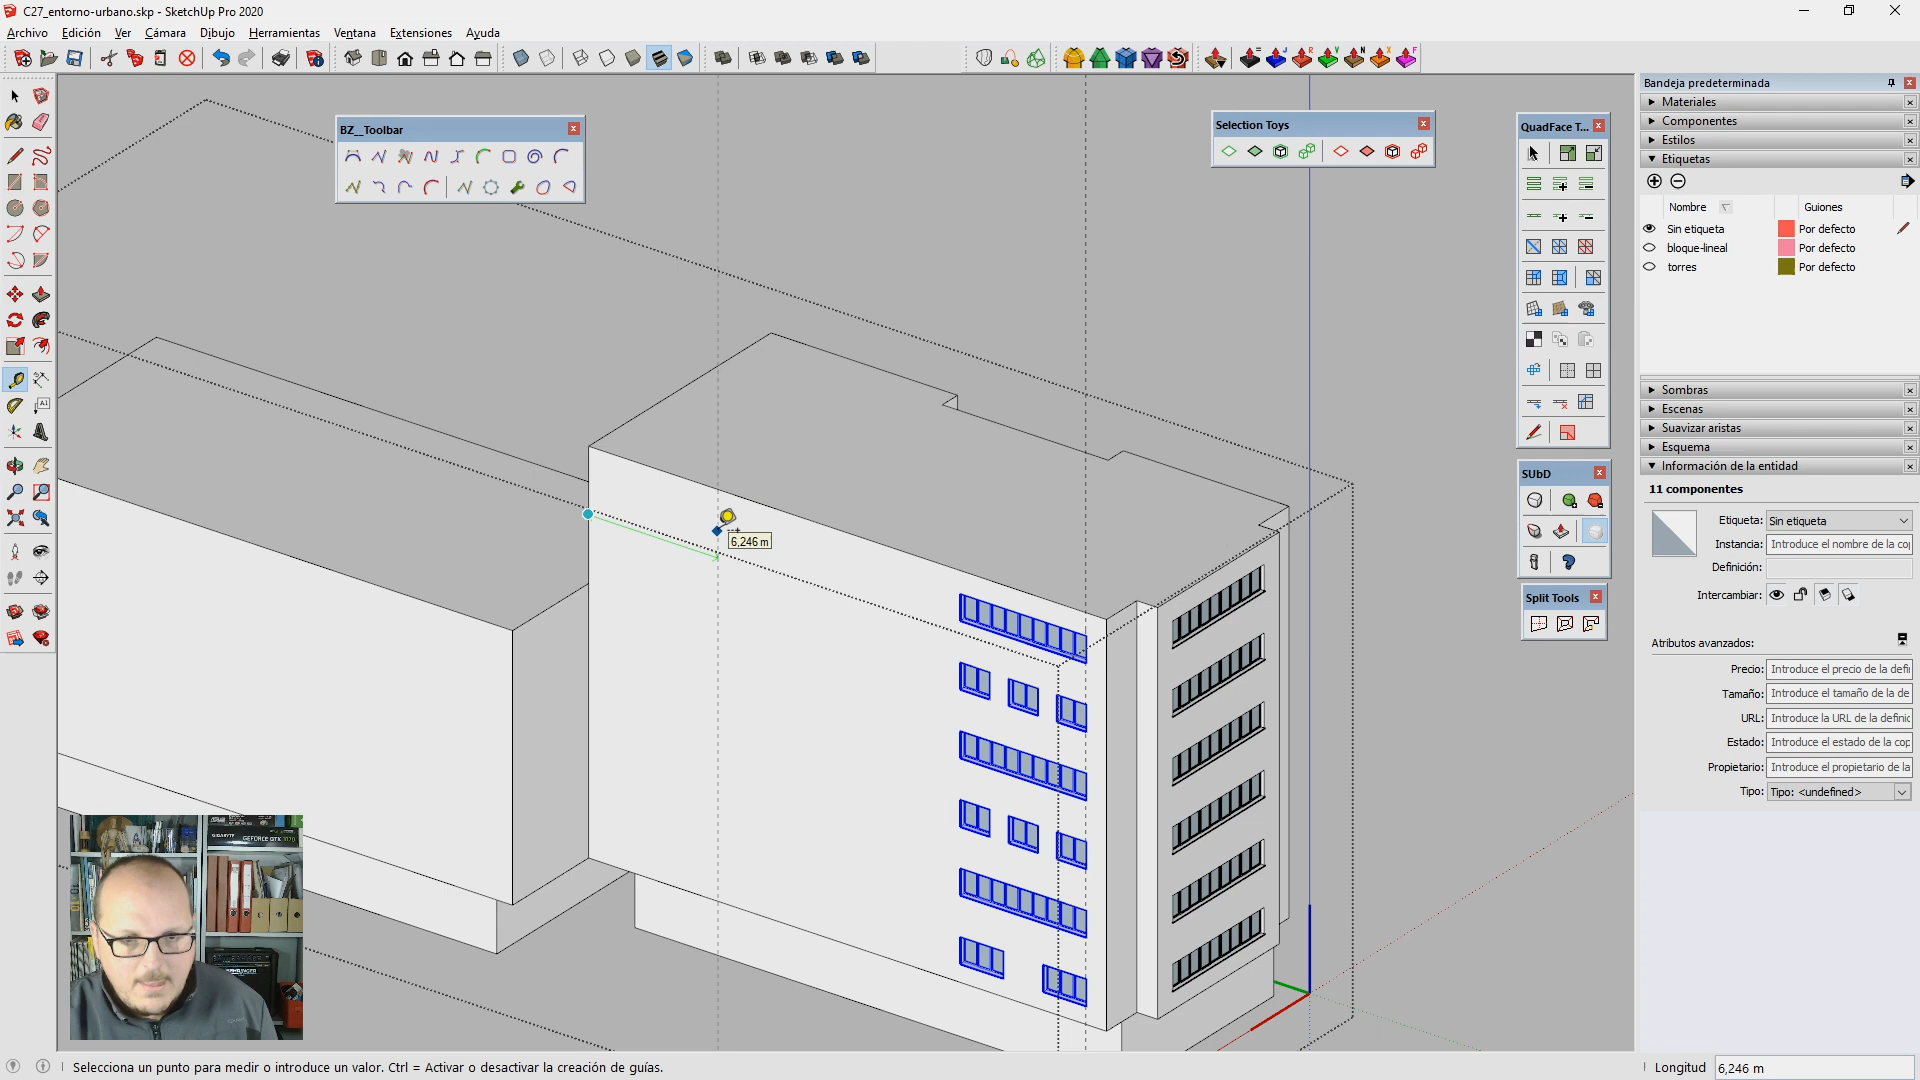 C27_entorno-urbano.skp - SketchUp Pro 2020
Archivo Edición Ver Cámara Dibujo Herramientas Ventana Extensiones Ayuda
BZ__Toolbar
Selection Toys
QuadFace T...
SUbD
Split Tools
6,246 m
Bandeja predeterminada
Materiales
Componentes
Estilos
Etiquetas
Nombre Guiones
Sin etiqueta Por defecto
bloque-lineal Por defecto
torres Por defecto
Sombras
Escenas
Suavizar aristas
Esquema
Información de la entidad
11 componentes
Etiqueta: Sin etiqueta
Instancia: Introduce el nombre de la co
Definición:
Intercambiar:
Atributos avanzados:
Precio: Introduce el precio de la defi
Tamaño: Introduce el tamaño de la de
URL: Introduce la URL de la definic
Estado: Introduce el estado de la cop
Propietario: Introduce el propietario de la
Tipo: Tipo: <undefined>
GEFORCE GTX
Selecciona un punto para medir o introduce un valor. Ctrl = Activar o desactivar la creación de guías.
Longitud 6,246 m